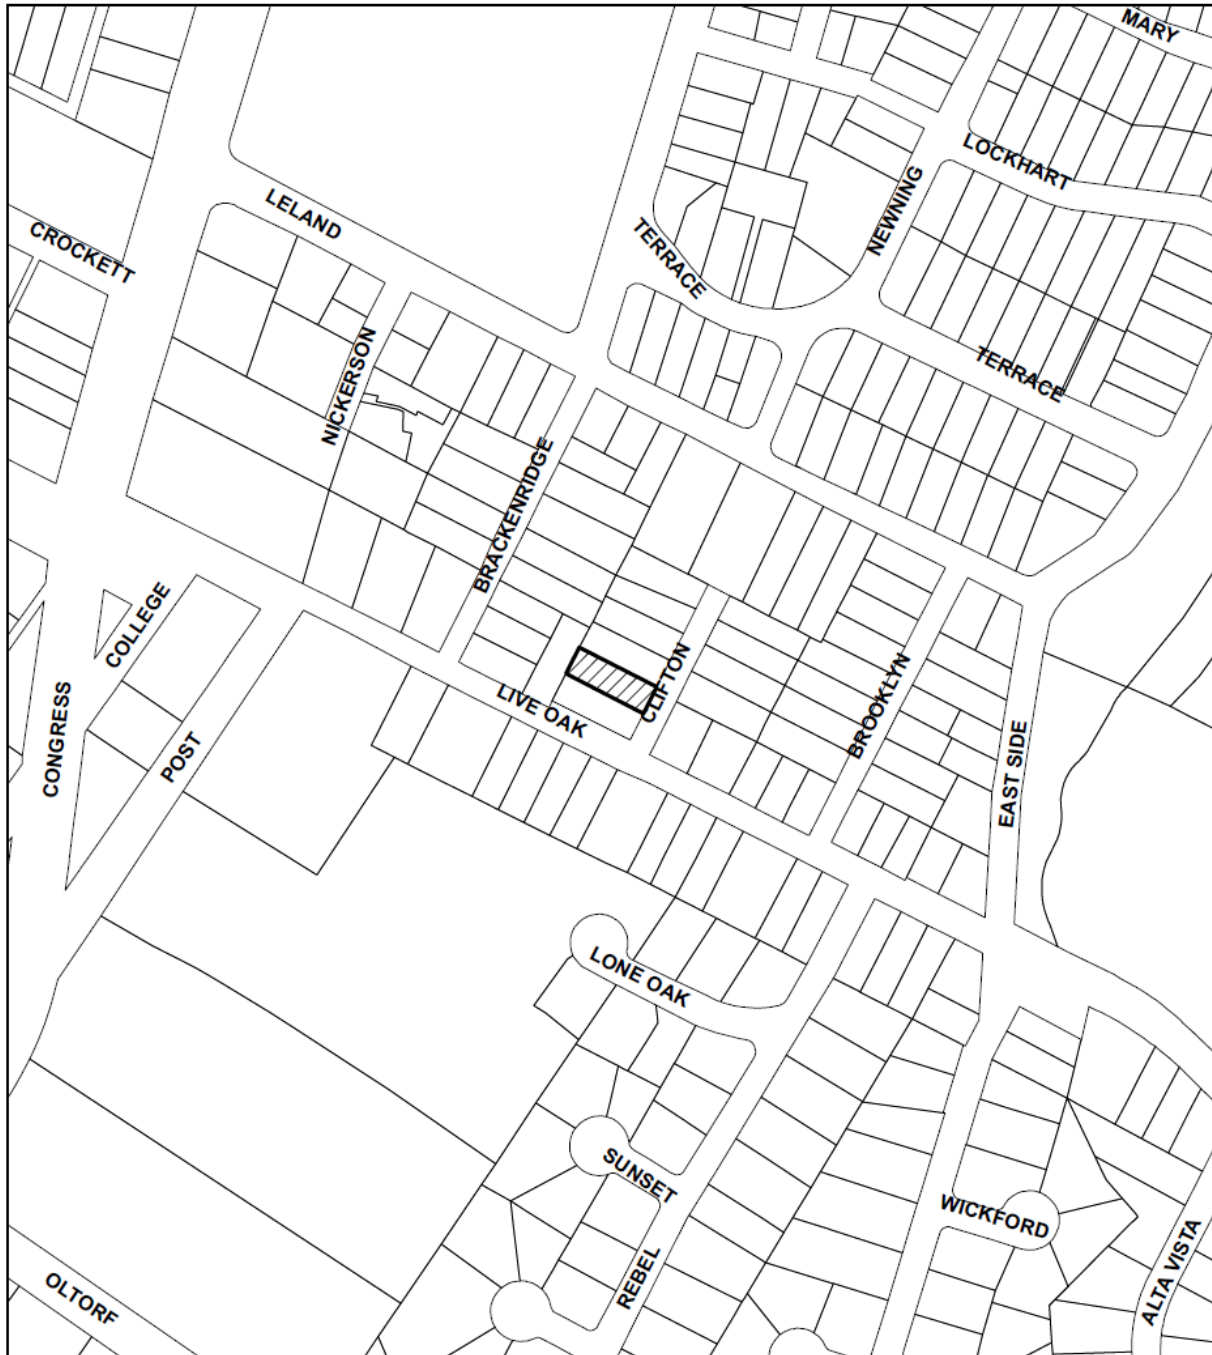 MARY
LOCKHART
LELAND
NEWNING
CROCKETT
TERRACE
TERRACE
NICKERSON
BRACKENRIDGE
COLLEGE
CLIFTON
BROOKLYN
LIVE OAK
CONGRESS
POST
EAST SIDE
LONE OAK
SUNSET
WICKFORD
REBEL
ALTA VISTA
OLTORF